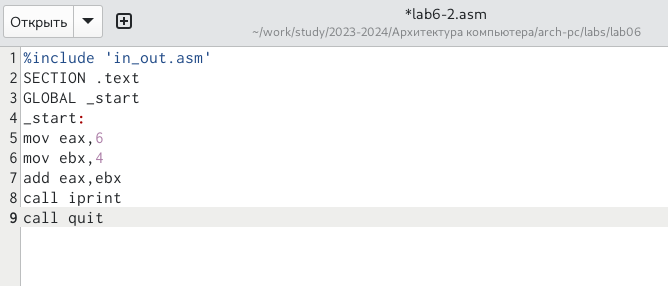 Открыть
*lab6-2.asm
~/work/study/2023-2024/Архитектура компьютера/arch-pc/labs/lab06
1 %include 'in_out.asm'
2 SECTION .text
3 GLOBAL _start
4 _start:
5 mov eax,6
6 mov ebx,4
7 add eax,ebx
8 call iprint
9 call quit